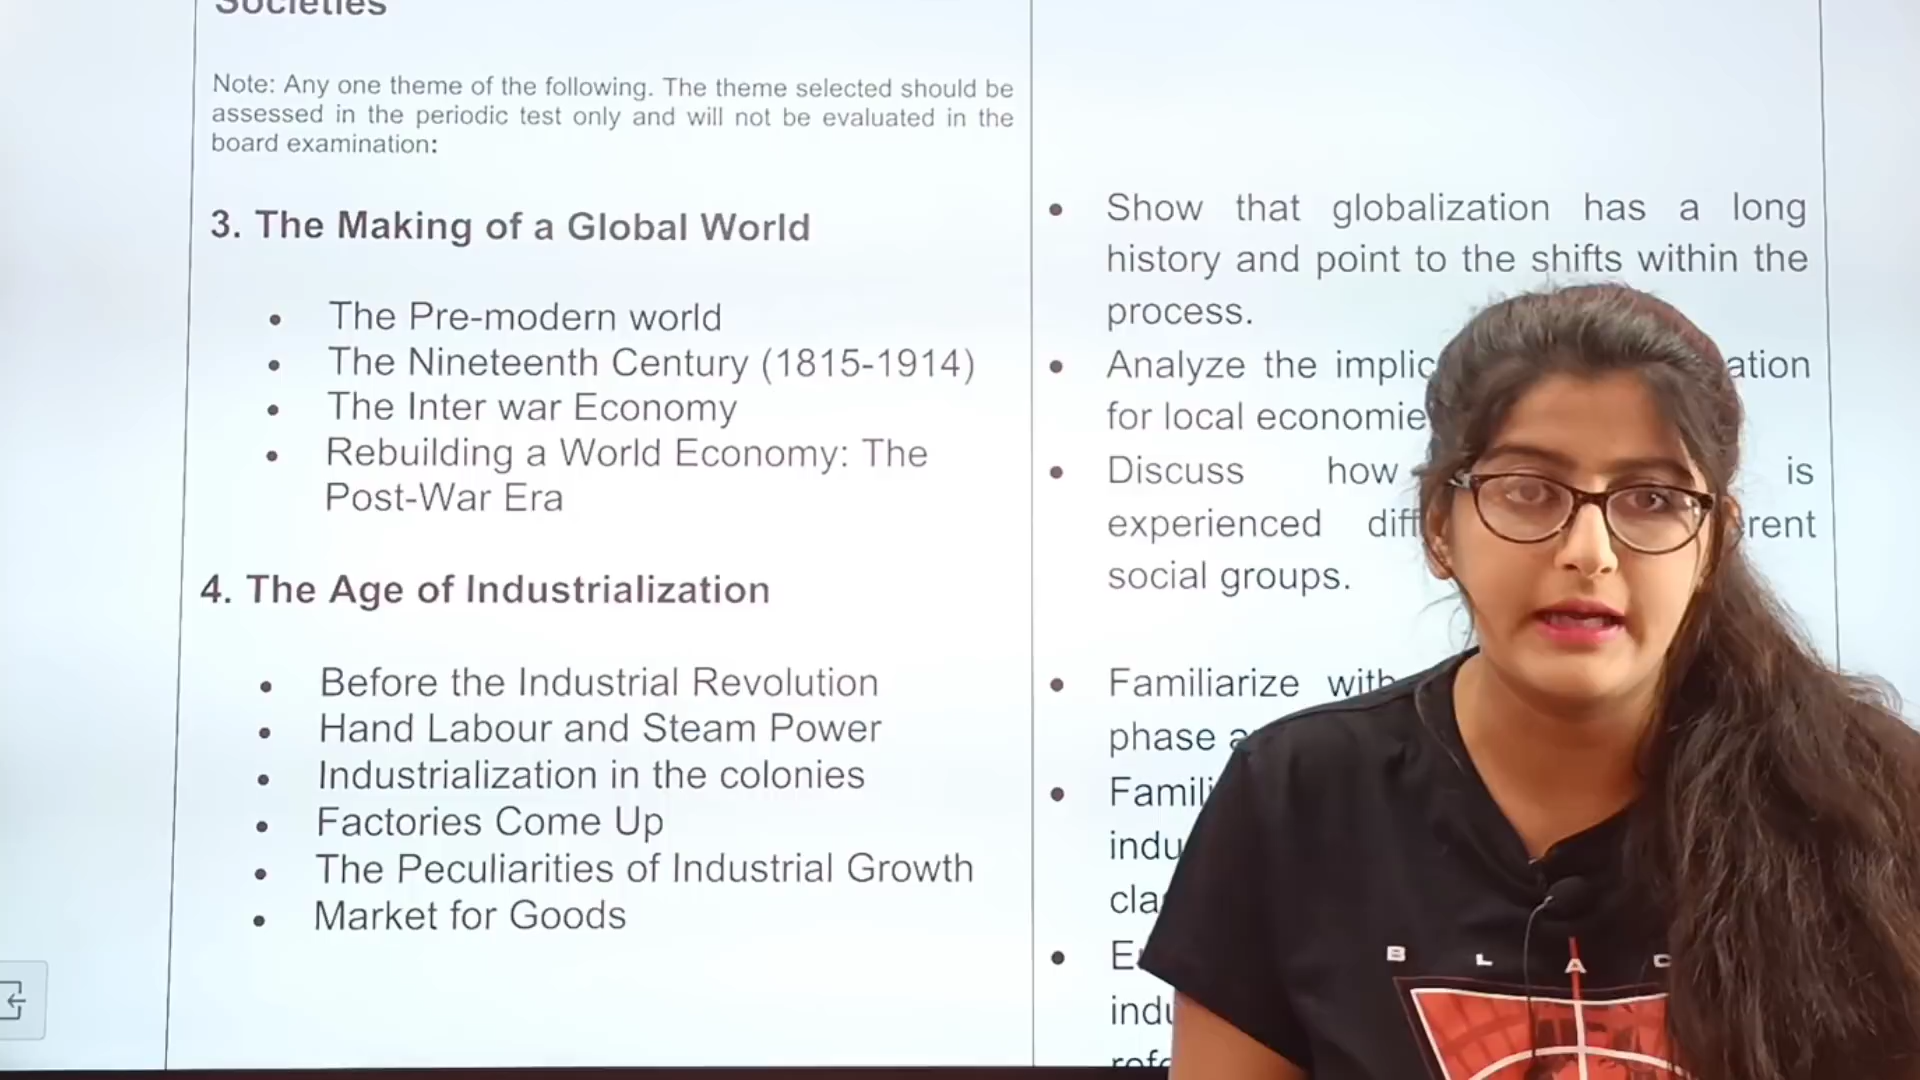 Societies
Note: Any one theme of the following. The theme selected should be
assessed in the periodic test only and will not be evaluated in the
board examination:
3. The Making of a Global World
• The Pre-modern world
• The Nineteenth Century (1815-1914)
• The Inter war Economy
• Rebuilding a World Economy: The
Post-War Era
4. The Age of Industrialization
• Before the Industrial Revolution
• Hand Labour and Steam Power
• Industrialization in the colonies
• Factories Come Up
• The Peculiarities of Industrial Growth
• Market for Goods
• Show that globalization has a long
history and point to the shifts within the
process.
• Analyze the
for local
• Discuss how is
experienced
social groups.
• Familiarize
phase
B L A C